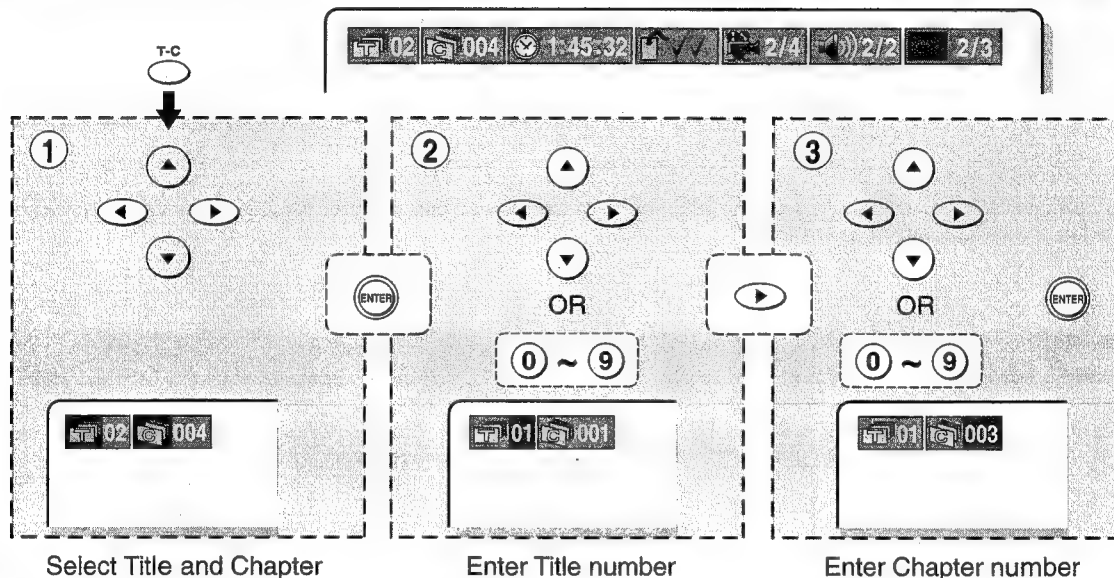 T-C
T 02 C 004 1:45:32 2/4 2/2 2/3
1
2
3
ENTER
OR
0 ~ 9
OR
0 ~ 9
ENTER
T 02 C 004
T 01 C 001
T 01 C 003
Select Title and Chapter
Enter Title number
Enter Chapter number